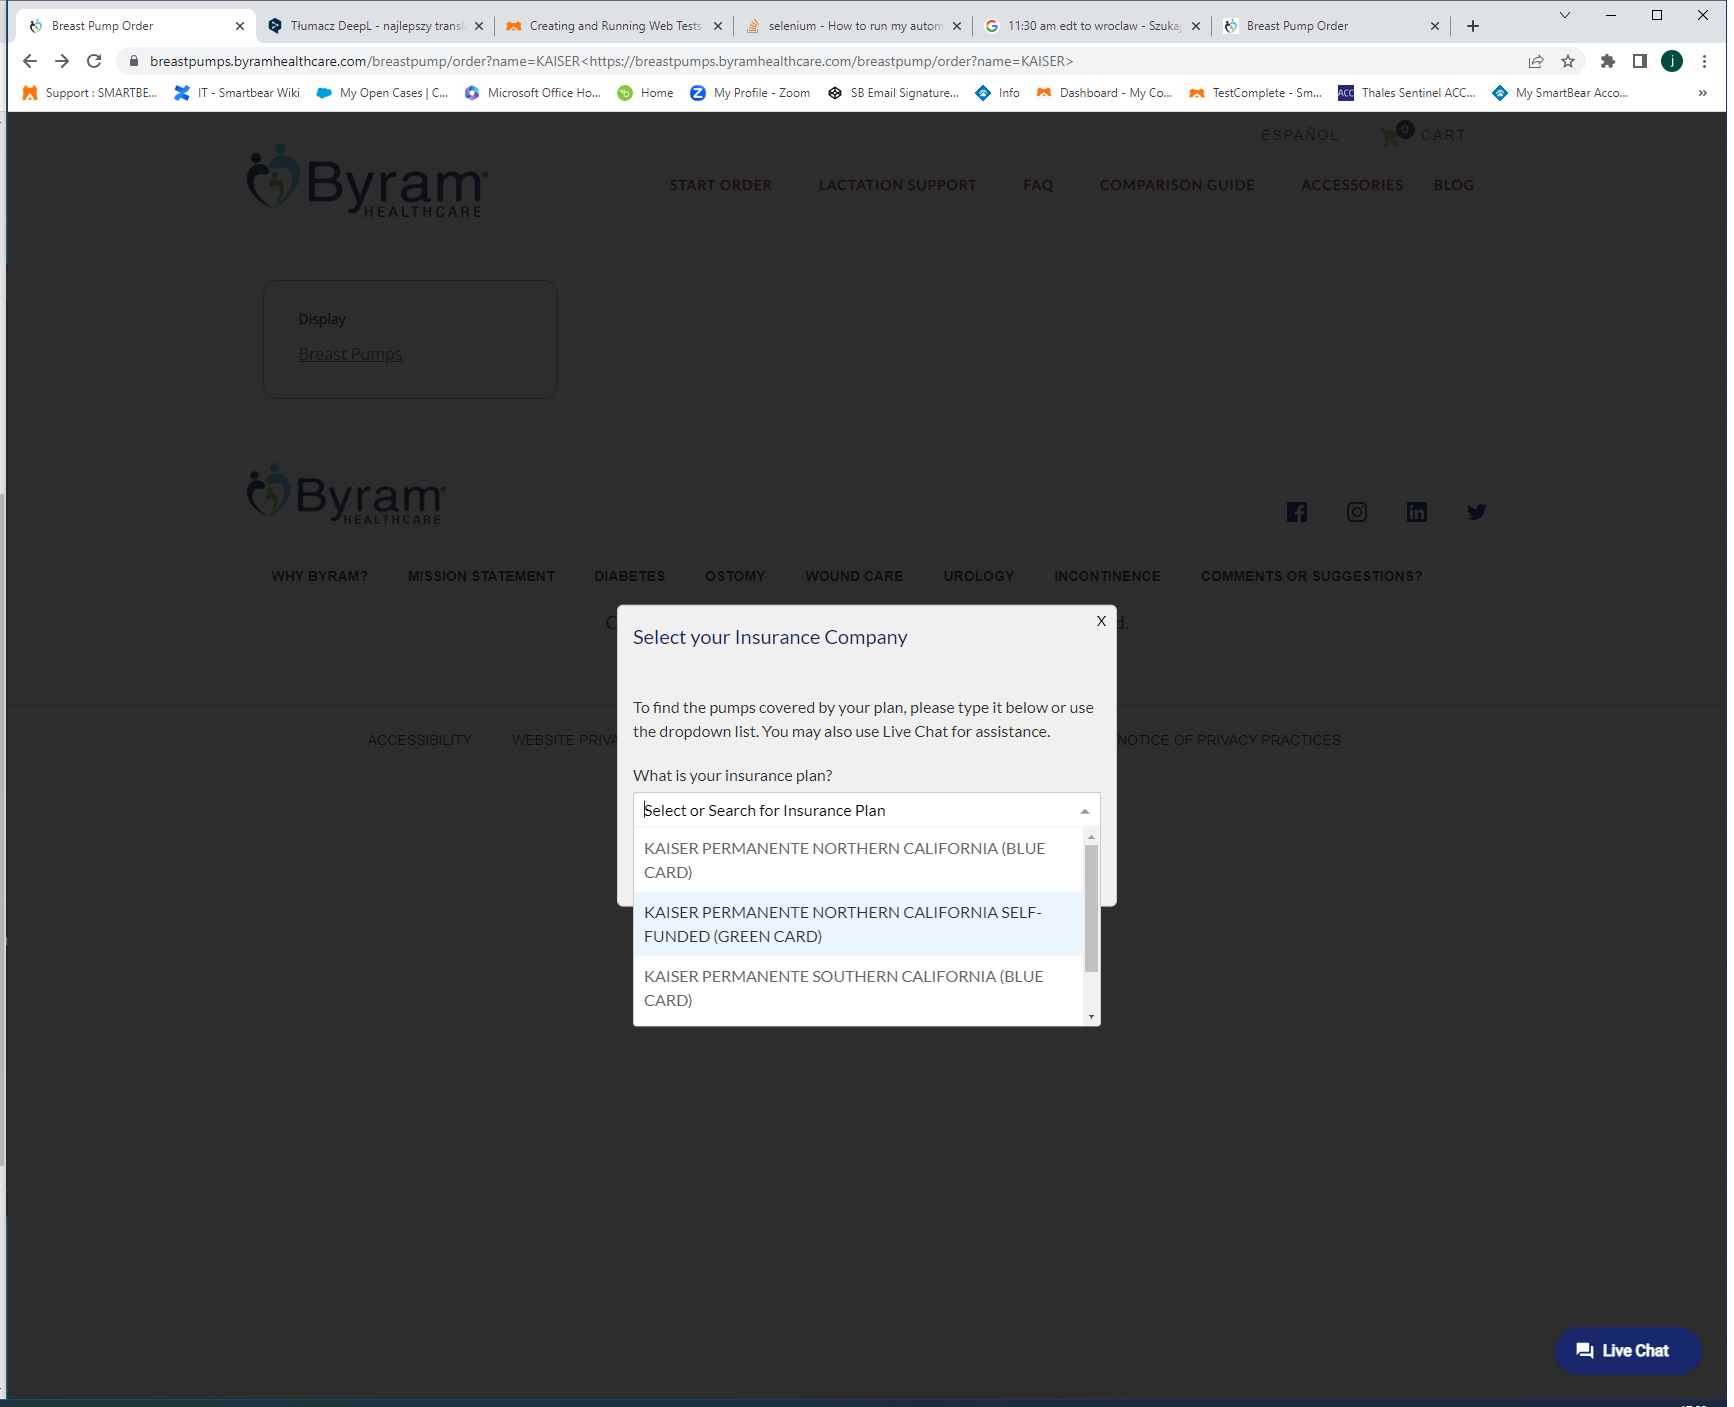 Breast Pump Order
Tłumacz DeepL - najlepszy transl
Creating and Running Web Tests
selenium - How to run my autom
11:30 am edt to wroclaw - Szuka
Breast Pump Order
breastpumps.byramhealthcare.com/breastpump/order?name=KAISER<https://breastpumps.byramhealthcare.com/breastpump/order?name=KAISER>
j
Support : SMARTBE...
IT - Smartbear Wiki
My Open Cases | C...
Microsoft Office Ho...
Home
My Profile - Zoom
SB Email Signature...
Info
Dashboard - My Co...
TestComplete - Sm...
ACC
Thales Sentinel ACC...
My SmartBear Acco...
»
ESPAÑOL
0
CART
Byram
HEALTHCARE
START ORDER
LACTATION SUPPORT
FAQ
COMPARISON GUIDE
ACCESSORIES
BLOG
Display
Breast Pumps
Byram
HEALTHCARE
WHY BYRAM?
MISSION STATEMENT
DIABETES
OSTOMY
WOUND CARE
UROLOGY
INCONTINENCE
COMMENTS OR SUGGESTIONS?
C
d.
X
Select your Insurance Company
To find the pumps covered by your plan, please type it below or use
the dropdown list. You may also use Live Chat for assistance.
ACCESSIBILITY
WEBSITE PRIVA
NOTICE OF PRIVACY PRACTICES
What is your insurance plan?
Select or Search for Insurance Plan
KAISER PERMANENTE NORTHERN CALIFORNIA (BLUE
CARD)
KAISER PERMANENTE NORTHERN CALIFORNIA SELF-
FUNDED (GREEN CARD)
KAISER PERMANENTE SOUTHERN CALIFORNIA (BLUE
CARD)
Live Chat